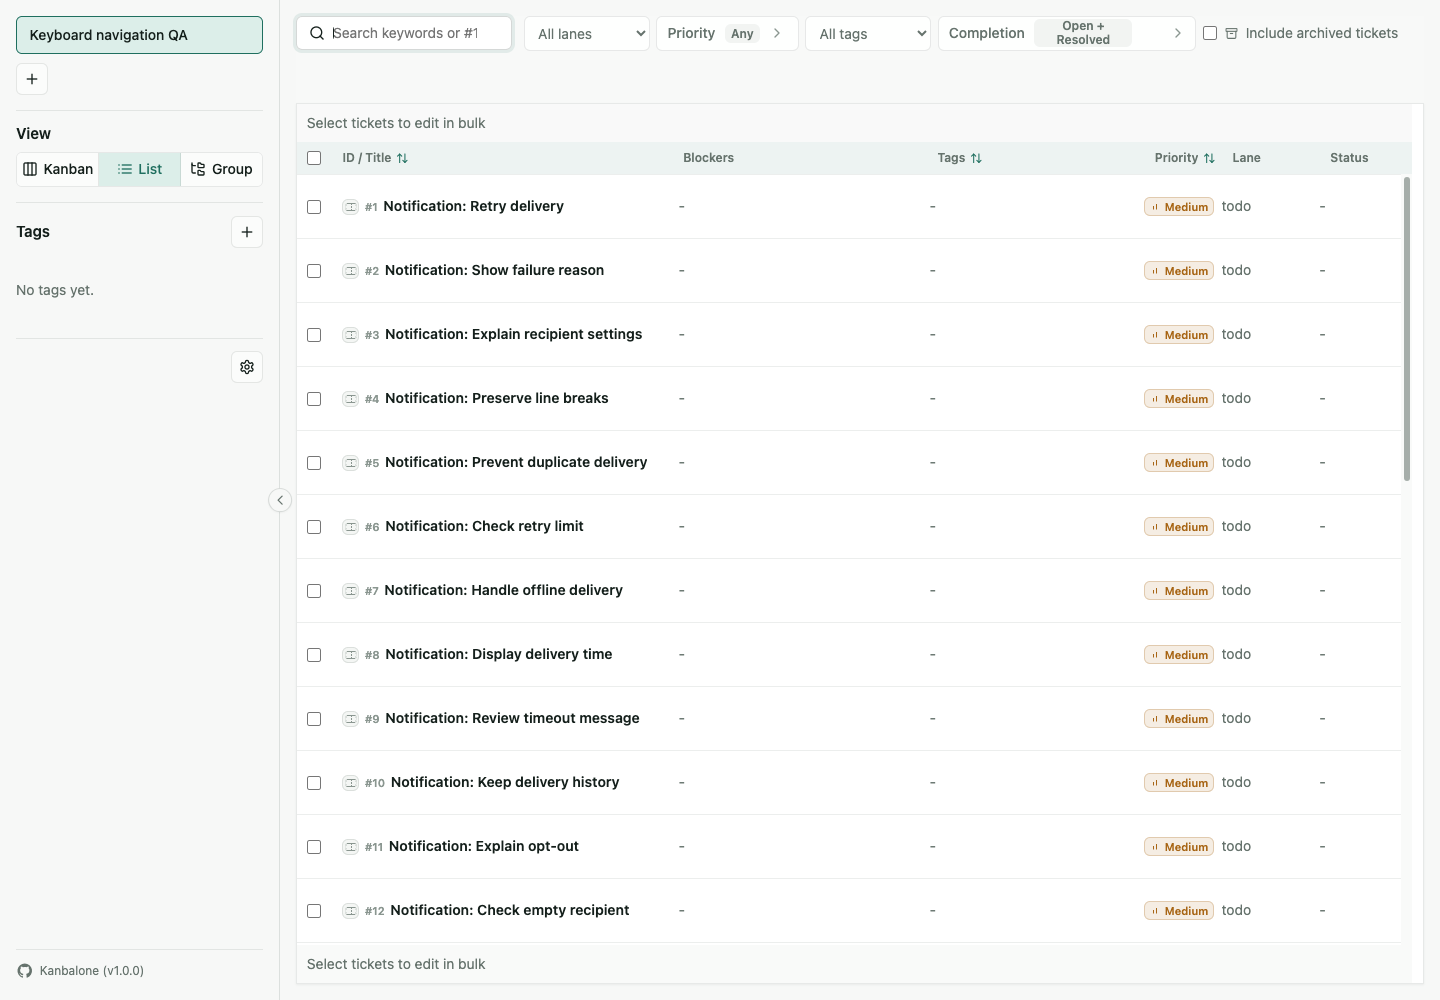 Keyboard navigation QA
View
Kanban
List
Group
Tags
No tags yet.
Kanbalone (v1.0.0)
Search keywords or #1
All lanes
Priority Any
All tags
Completion Open +
Resolved
Include archived tickets
Select tickets to edit in bulk
ID / Title Blockers Tags Priority Lane Status
#1 Notification: Retry delivery - - Medium todo -
#2 Notification: Show failure reason - - Medium todo -
#3 Notification: Explain recipient settings - - Medium todo -
#4 Notification: Preserve line breaks - - Medium todo -
#5 Notification: Prevent duplicate delivery - - Medium todo -
#6 Notification: Check retry limit - - Medium todo -
#7 Notification: Handle offline delivery - - Medium todo -
#8 Notification: Display delivery time - - Medium todo -
#9 Notification: Review timeout message - - Medium todo -
#10 Notification: Keep delivery history - - Medium todo -
#11 Notification: Explain opt-out - - Medium todo -
#12 Notification: Check empty recipient - - Medium todo -
Select tickets to edit in bulk